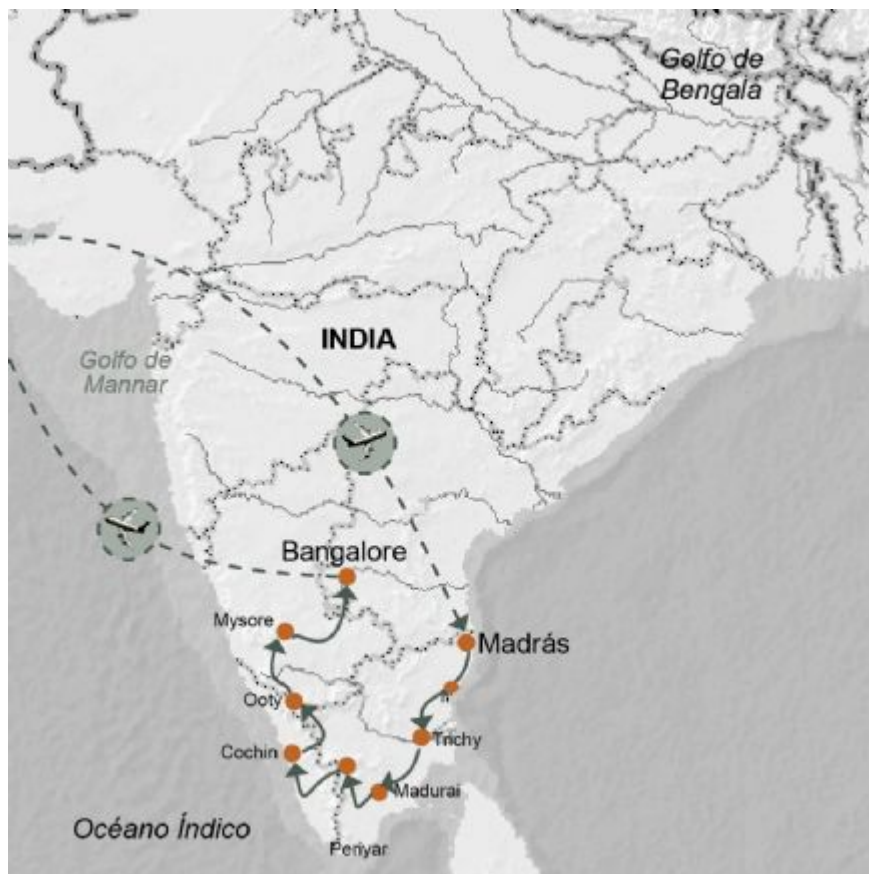 Golfo de
Bengala
INDIA
Golfo de
Mannar
Bangalore
Mysore
Madrás
Ooty
Trichy
Cochin
Madurai
Océano Índico
Periyar